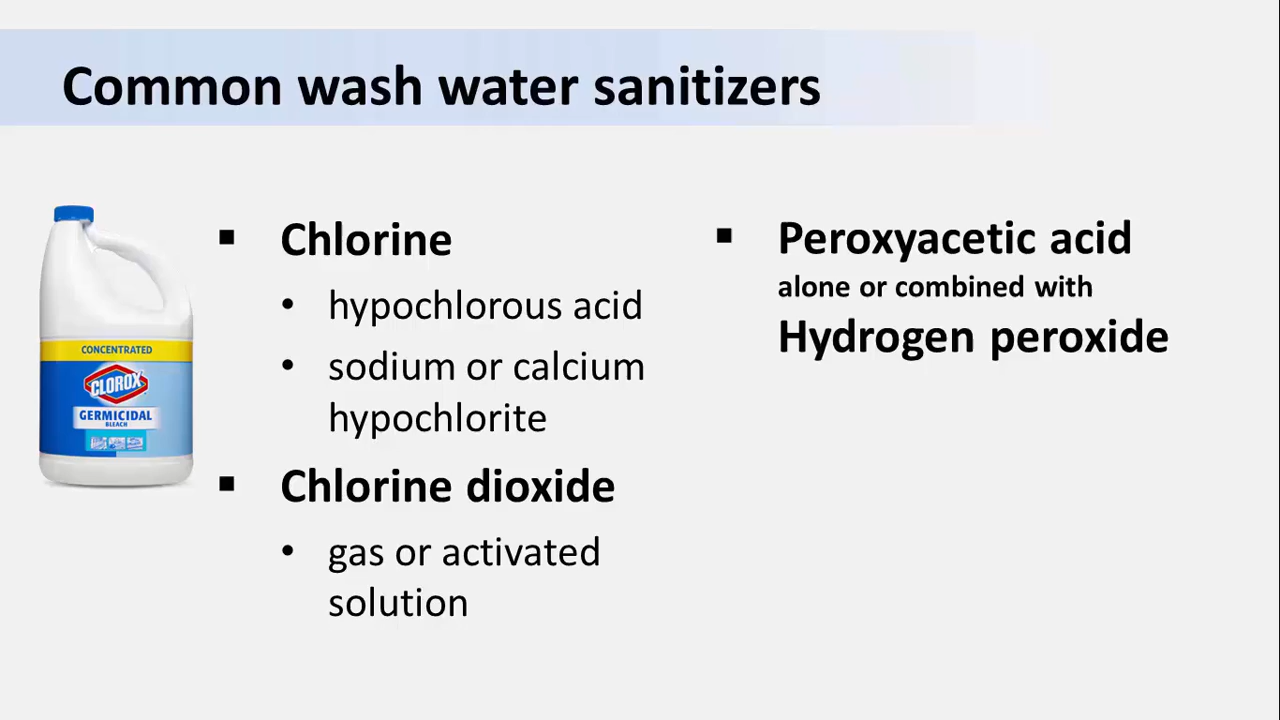 Common wash water sanitizers
CONCENTRATED
CLOROX
GERMICIDAL
BLEACH
▪ Chlorine
• hypochlorous acid
• sodium or calcium
hypochlorite
▪ Chlorine dioxide
• gas or activated
solution
▪ Peroxyacetic acid
alone or combined with
Hydrogen peroxide